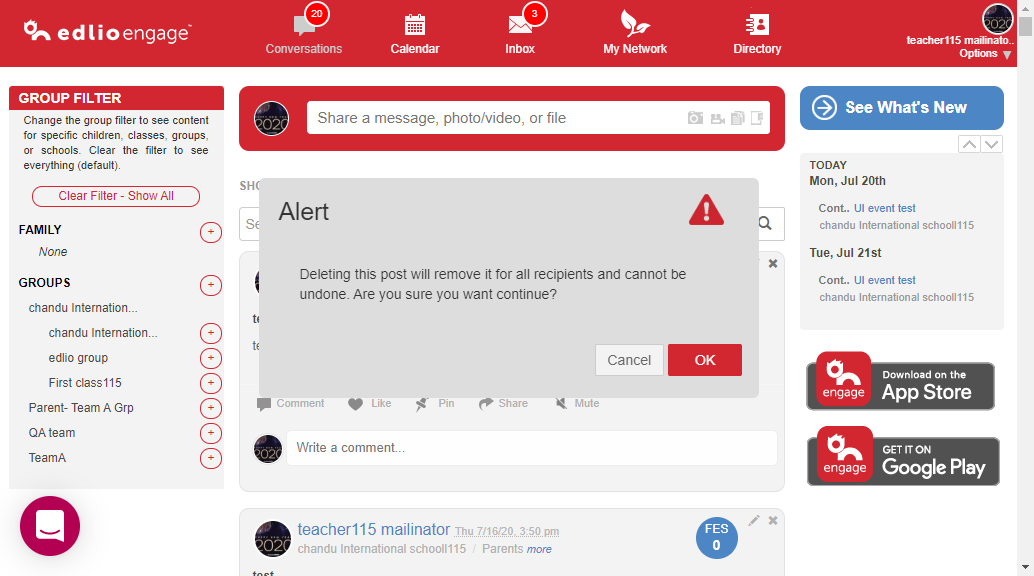 edlio engage
20
Conversations
Calendar
3
Inbox
My Network
Directory
teacher115 mailinato..
Options
GROUP FILTER
Change the group filter to see content
for specific children, classes, groups,
or schools. Clear the filter to see
everything (default).
Clear Filter - Show All
FAMILY
None
GROUPS
chandu Internation...
chandu Internation...
edlio group
First class115
Parent- Team A Grp
QA team
TeamA
2020
Share a message, photo/video, or file
Alert
Deleting this post will remove it for all recipients and cannot be
undone. Are you sure you want continue?
Cancel
OK
Comment
Like
Pin
Share
Mute
2020
Write a comment...
2020
teacher115 mailinator Thu 7/16/20, 3:50 pm
chandu International schooll115 / Parents more
FES
0
test
See What's New
TODAY
Mon, Jul 20th
Cont.. UI event test
chandu International schooll115
Tue, Jul 21st
Cont.. UI event test
chandu International schooll115
engage
Download on the
App Store
engage
GET IT ON
Google Play